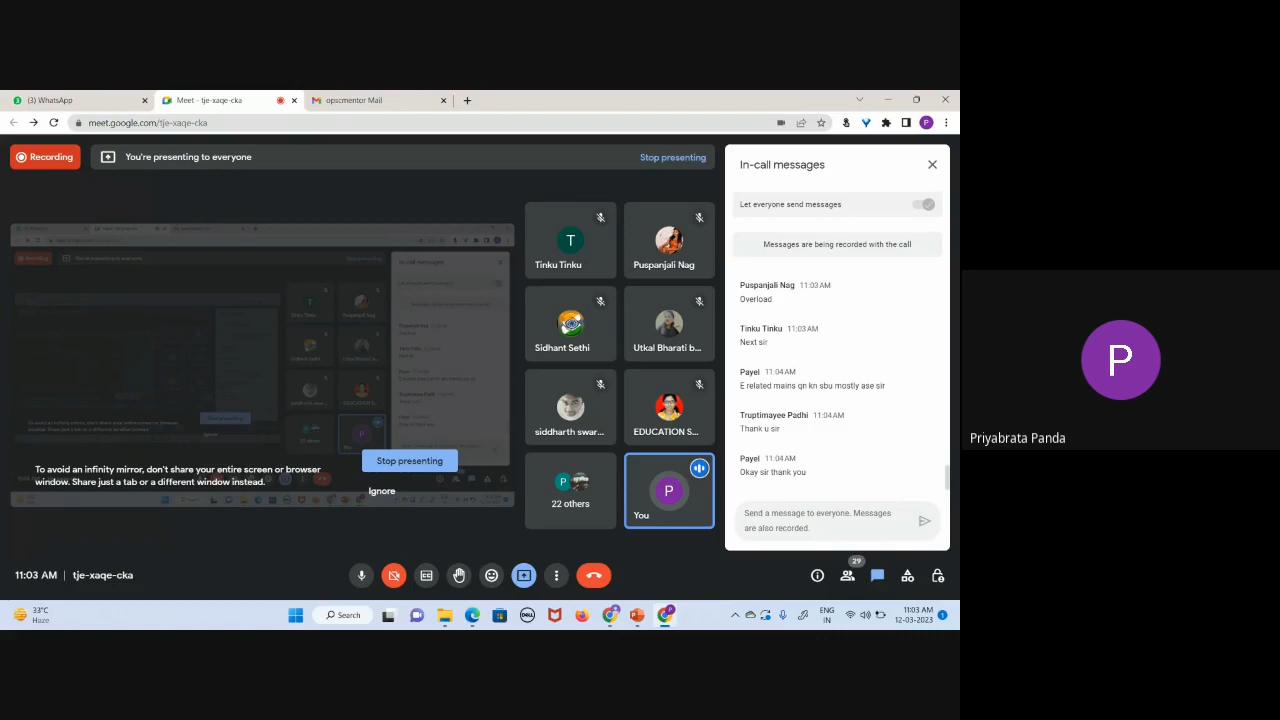 (3) WhatsApp
Meet - tje-xaqe-cka
opscmentor Mail
meet.google.com/tje-xaqe-cka
Recording
You're presenting to everyone
Stop presenting
To avoid an infinity mirror, don't share your entire screen or browser
window. Share just a tab or a different window instead.
Stop presenting
Ignore
T
Tinku Tinku
Puspanjali Nag
Sidhant Sethi
Utkal Bharati b...
siddharth swar...
EDUCATION S...
P
22 others
P
You
In-call messages
Let everyone send messages
Messages are being recorded with the call
Puspanjali Nag 11:03 AM
Overload
Tinku Tinku 11:03 AM
Next sir
Payel 11:04 AM
E related mains qn kn sbu mostly ase sir
Truptimayee Padhi 11:04 AM
Thank u sir
Payel 11:04 AM
Okay sir thank you
Send a message to everyone. Messages
are also recorded.
11:03 AM | tje-xaqe-cka
29
33°C
Haze
Search
ENG
IN
11:03 AM
12-03-2023
1
P
Priyabrata Panda